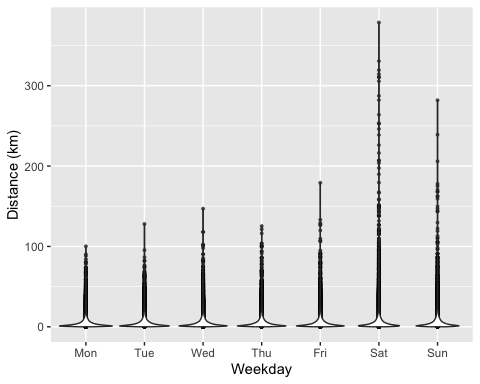 Distance (km)
300
200
100
0
Mon Tue Wed Thu Fri Sat Sun
Weekday